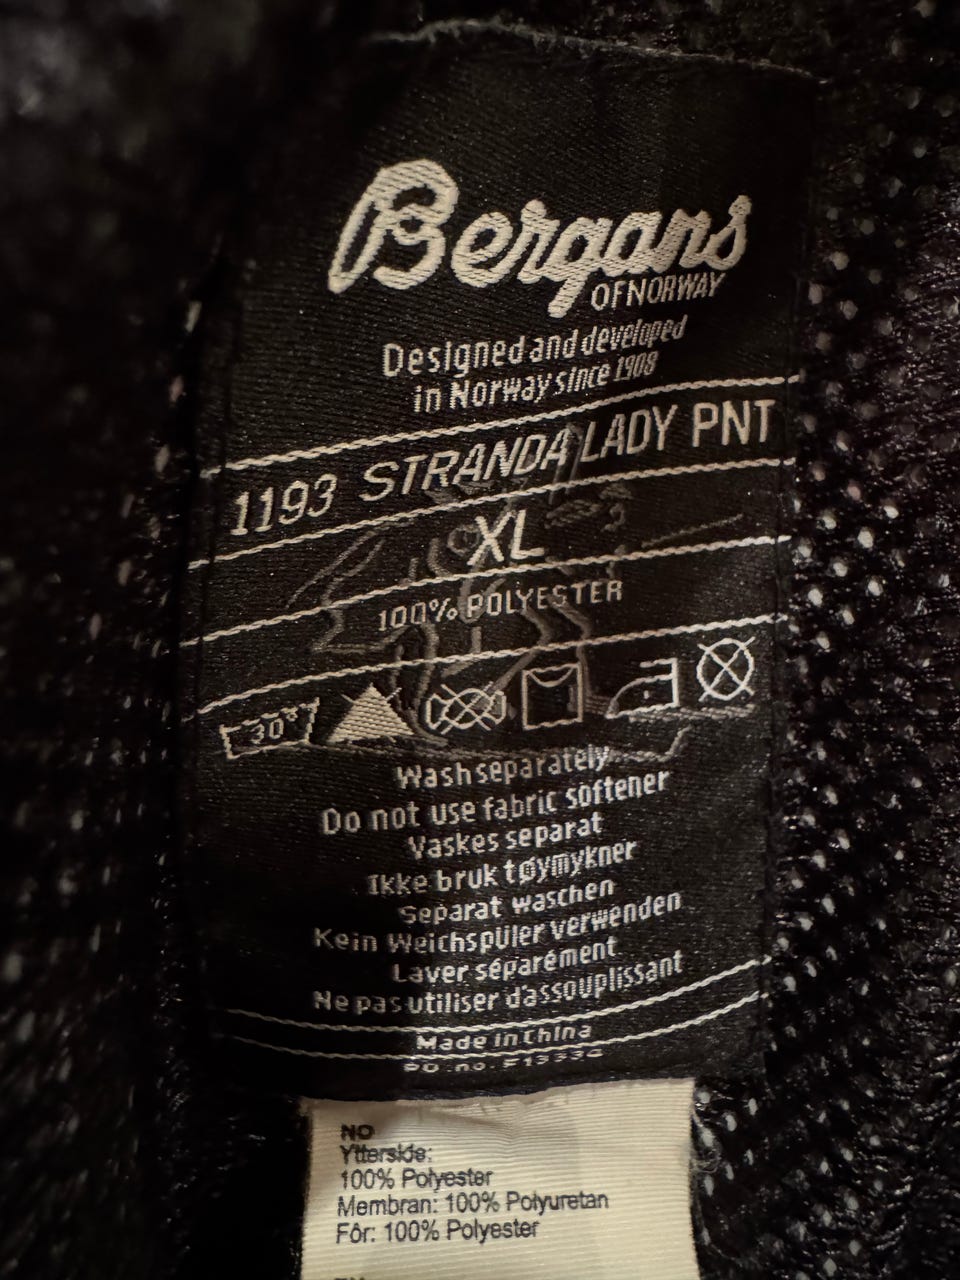 Bergans
OF NORWAY
Designed and developed
in Norway since 1908
1193 STRANDA LADY PNT
XL
100% POLYESTER
30°
Wash separately
Do not use fabric softener
Vaskes separat
Ikke bruk tøymykner
Separat waschen
Kein Weichspüler verwenden
Laver séparément
Ne pas utiliser d'assouplissant
Made in China
PO .no.
NO
Ytterside:
100% Polyester
Membran: 100% Polyuretan
Fôr: 100% Polyester